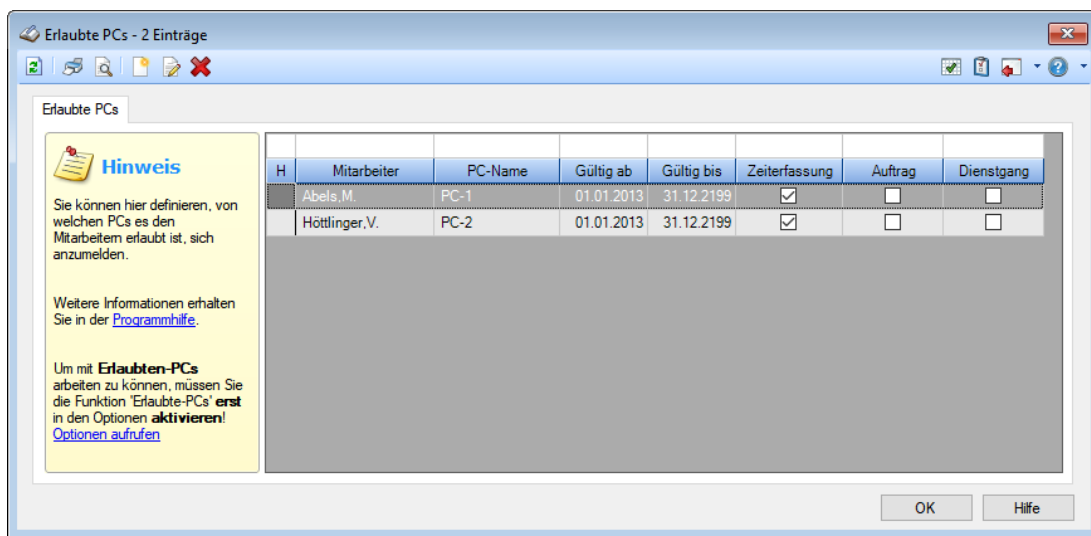 Erlaubte PCs - 2 Einträge
Erlaubte PCs
Hinweis
Sie können hier definieren, von
welchen PCs es den
Mitarbeitern erlaubt ist, sich
anzumelden.
Weitere Informationen erhalten
Sie in der Programmhilfe.
Um mit Erlaubten-PCs
arbeiten zu können, müssen Sie
die Funktion 'Erlaubte-PCs' erst
in den Optionen aktivieren!
Optionen aufrufen
H Mitarbeiter PC-Name Gültig ab Gültig bis Zeiterfassung Auftrag Dienstgang
Abels,M. PC-1 01.01.2013 31.12.2199
Höttlinger,V. PC-2 01.01.2013 31.12.2199
OK Hilfe